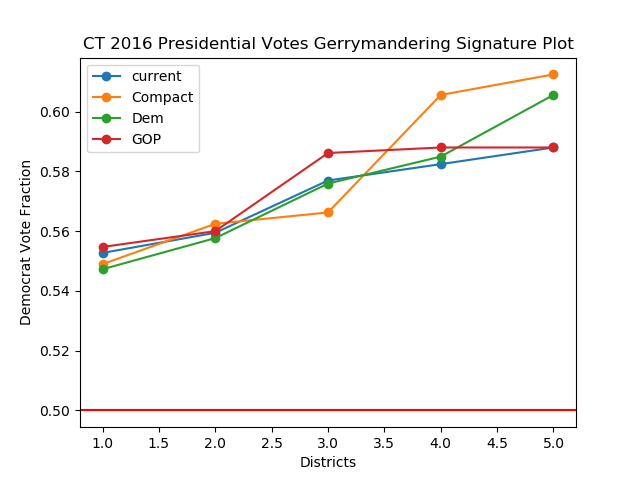 CT 2016 Presidential Votes Gerrymandering Signature Plot
current
Compact
Dem
GOP
0.60
0.58
0.56
0.54
0.52
0.50
Democrat Vote Fraction
1.0 1.5 2.0 2.5 3.0 3.5 4.0 4.5 5.0
Districts